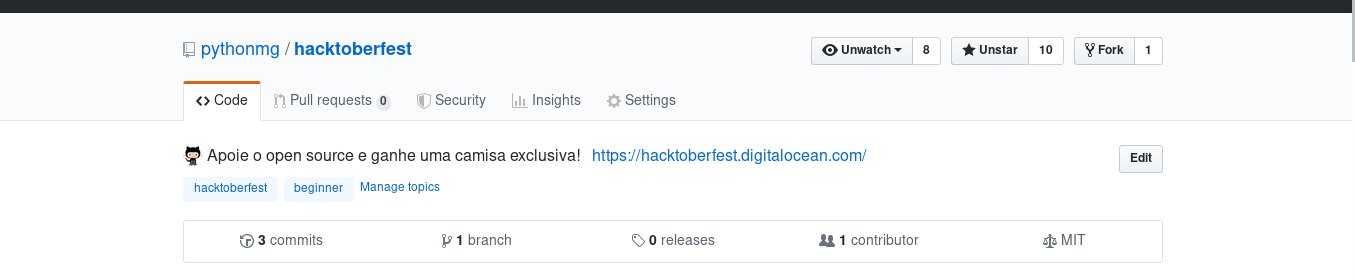 pythonmg / hacktoberfest Unwatch 8 Unstar 10 Fork 1
Code Pull requests 0 Security Insights Settings
Apoie o open source e ganhe uma camisa exclusiva! https://hacktoberfest.digitalocean.com/ Edit
hacktoberfest beginner Manage topics
3 commits 1 branch 0 releases 1 contributor MIT